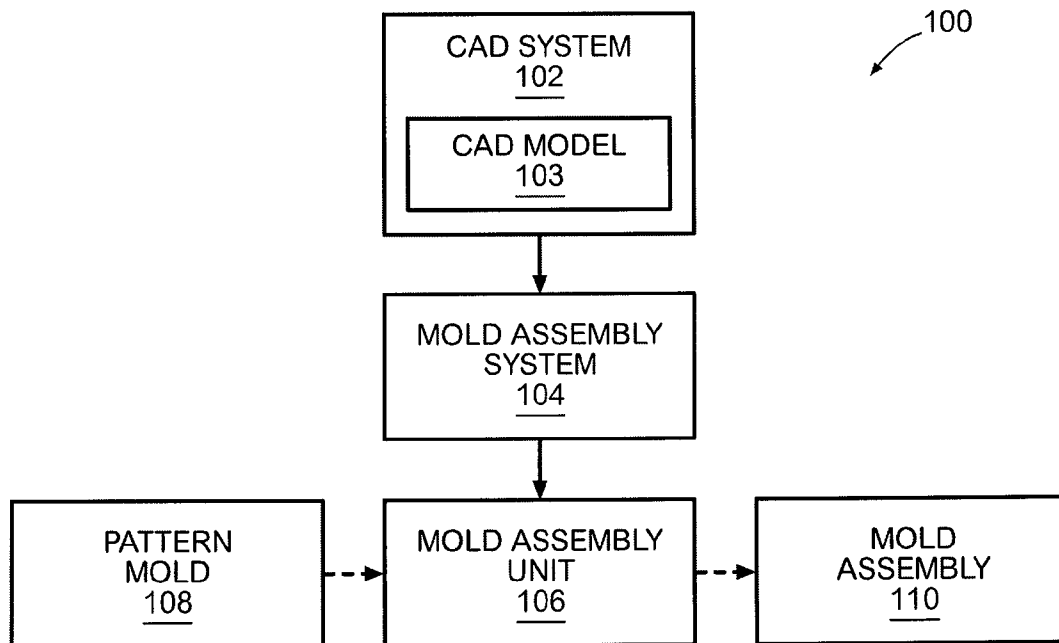 100
CAD SYSTEM
102
CAD MODEL
103
MOLD ASSEMBLY
SYSTEM
104
PATTERN
MOLD
108
MOLD ASSEMBLY
UNIT
106
MOLD
ASSEMBLY
110